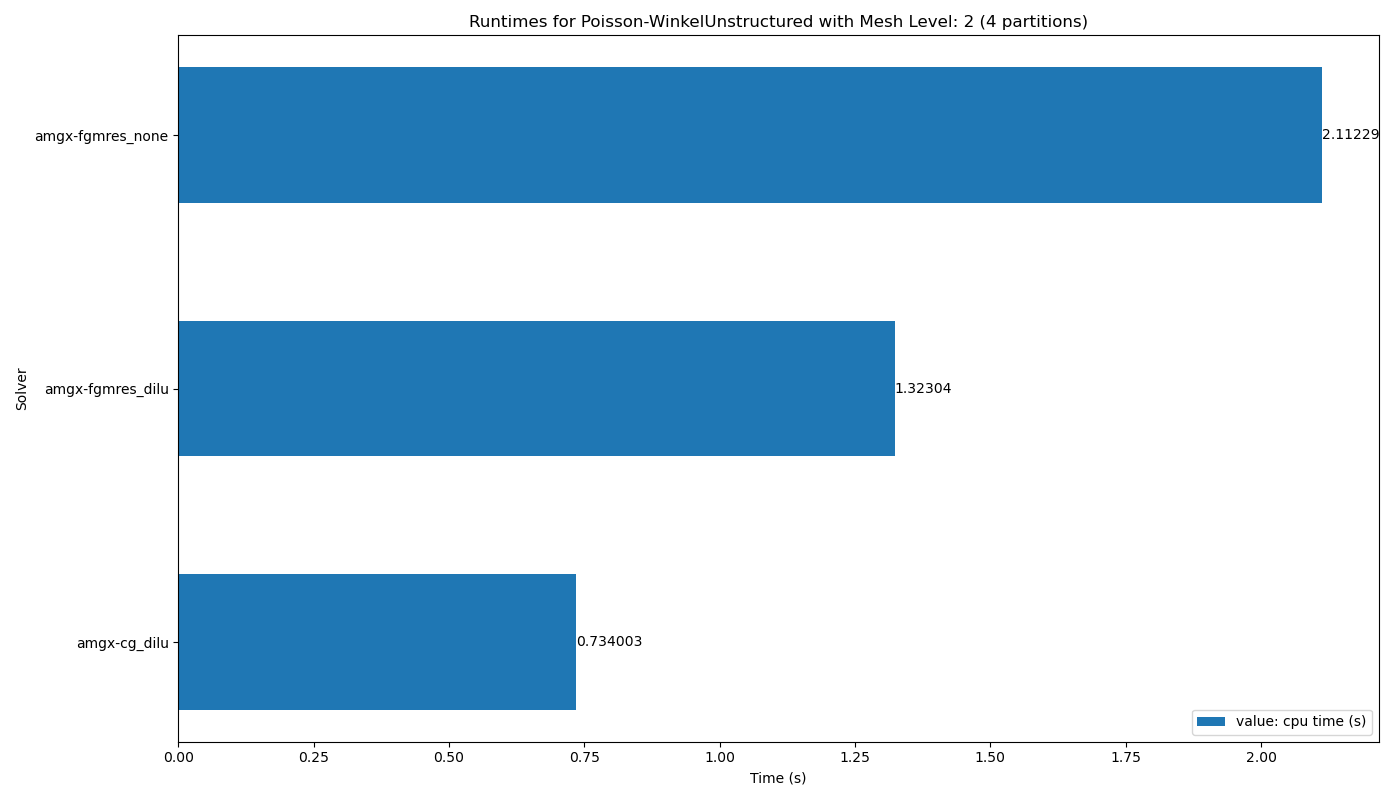 Runtimes for Poisson-WinkelUnstructured with Mesh Level: 2 (4 partitions)
amgx-fgmres_none
2.11229
amgx-fgmres_dilu
1.32304
Solver
amgx-cg_dilu
0.734003
value: cpu time (s)
0.00 0.25 0.50 0.75 1.00 1.25 1.50 1.75 2.00
Time (s)